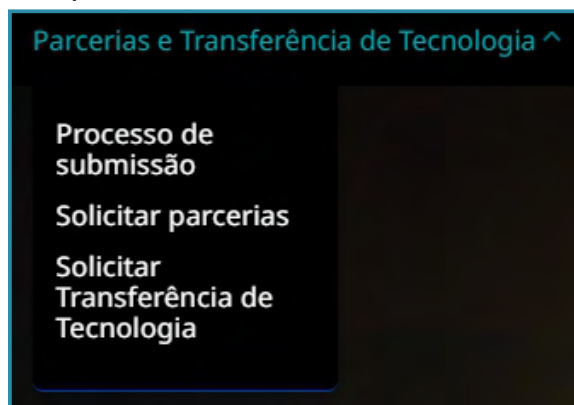 Parcerias e Transferência de Tecnologia ^
Processo de
submissão
Solicitar parcerias
Solicitar
Transferência de
Tecnologia